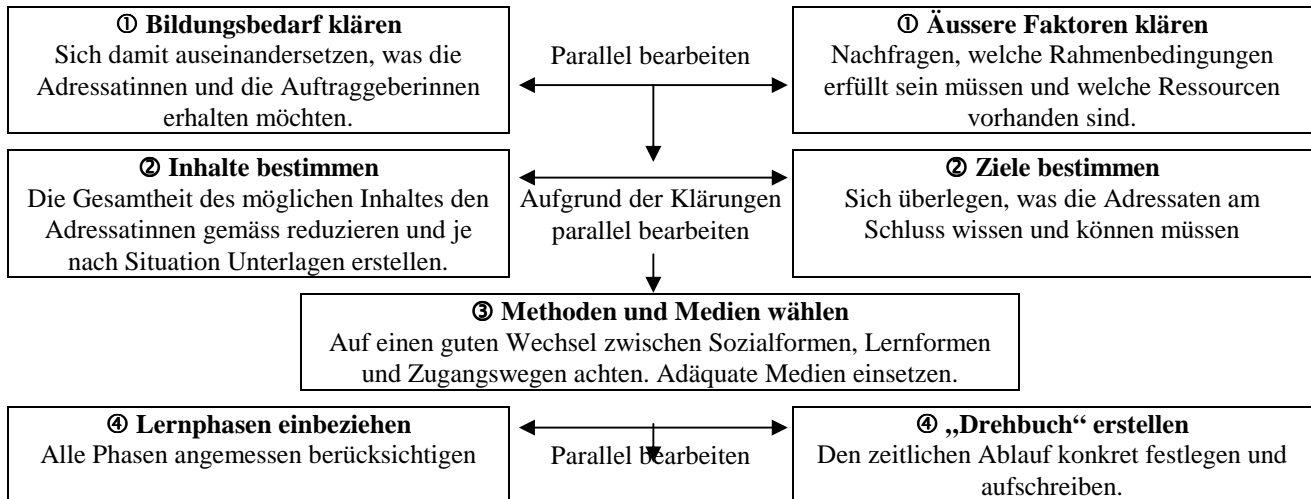 ① Bildungsbedarf klären
Sich damit auseinandersetzen, was die
Adressatinnen und die Auftraggeberinnen
erhalten möchten.
Parallel bearbeiten
① Äussere Faktoren klären
Nachfragen, welche Rahmenbedingungen
erfüllt sein müssen und welche Ressourcen
vorhanden sind.
② Inhalte bestimmen
Die Gesamtheit des möglichen Inhaltes den
Adressatinnen gemäss reduzieren und je
nach Situation Unterlagen erstellen.
Aufgrund der Klärungen
parallel bearbeiten
② Ziele bestimmen
Sich überlegen, was die Adressaten am
Schluss wissen und können müssen
③ Methoden und Medien wählen
Auf einen guten Wechsel zwischen Sozialformen, Lernformen
und Zugangswegen achten. Adäquate Medien einsetzen.
④ Lernphasen einbeziehen
Alle Phasen angemessen berücksichtigen
Parallel bearbeiten
④ „Drehbuch“ erstellen
Den zeitlichen Ablauf konkret festlegen und
aufschreiben.